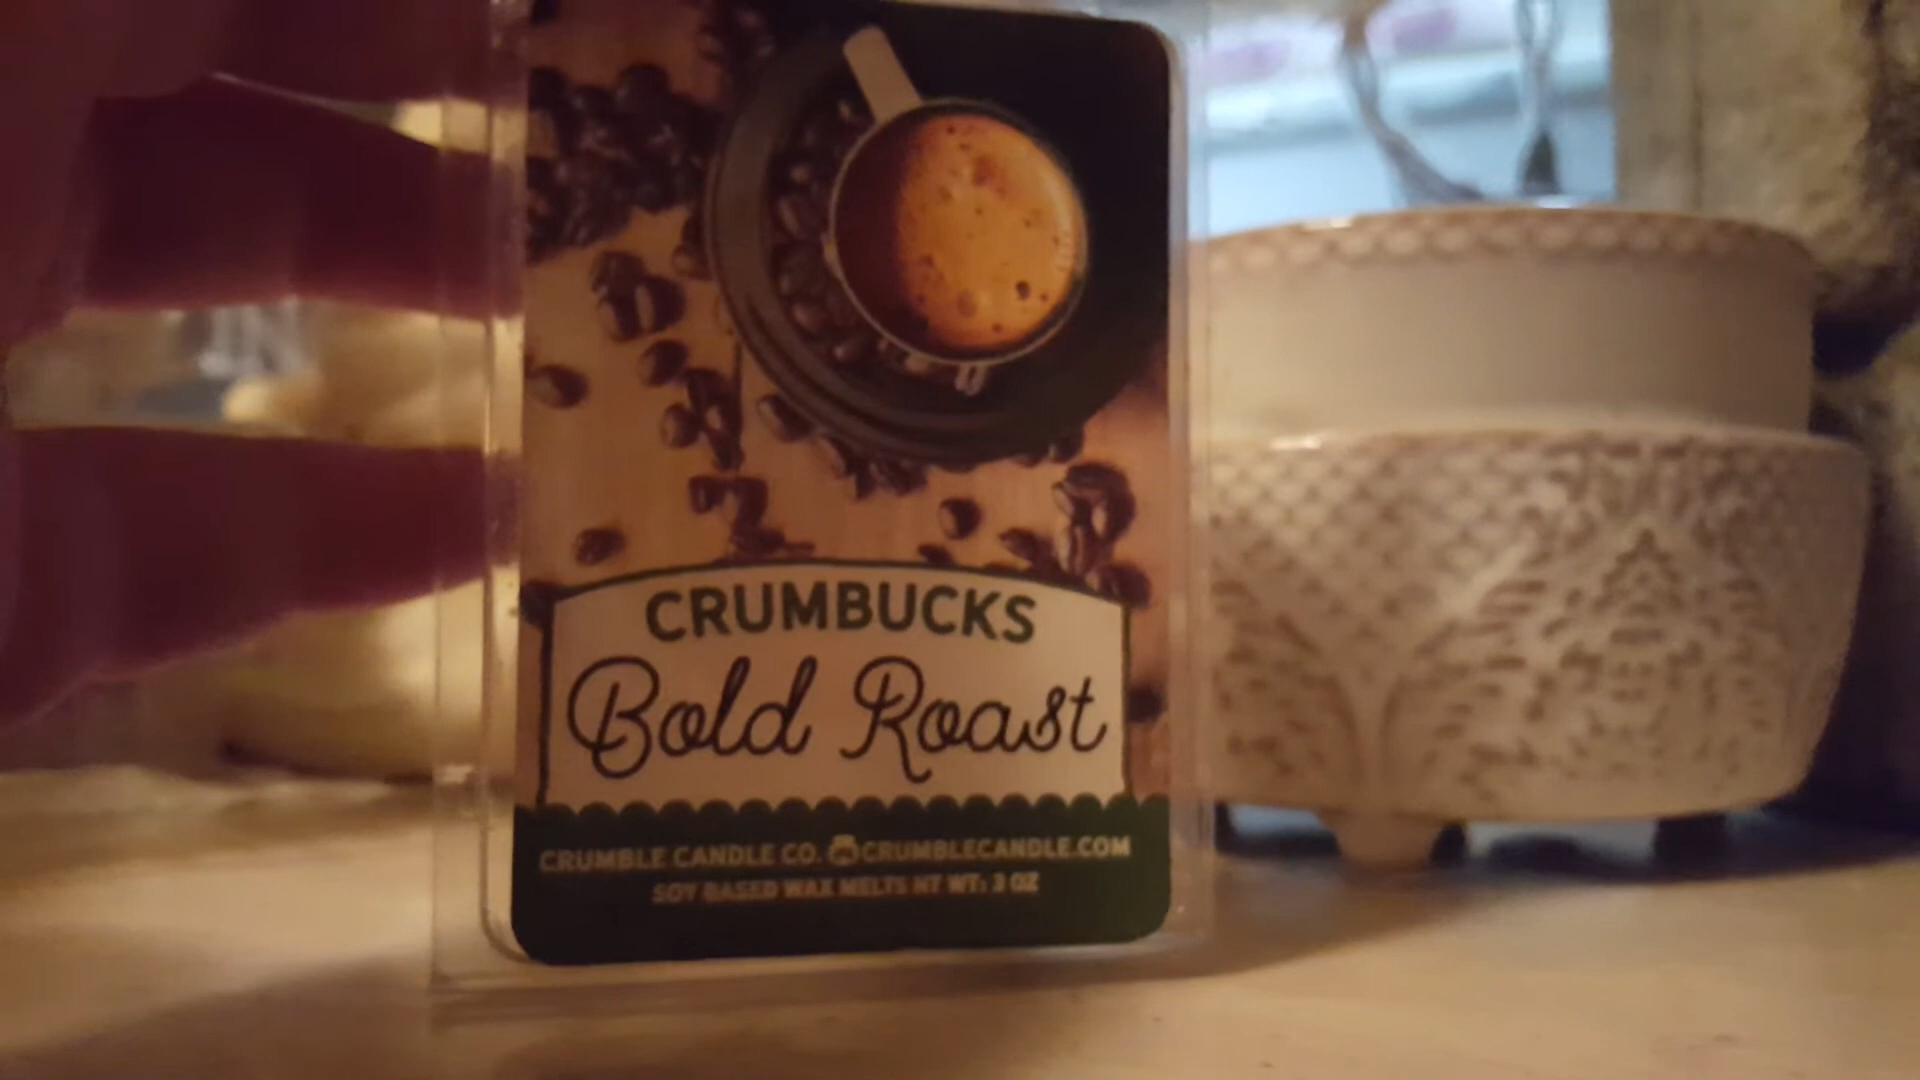 CRUMBUCKS
Bold Roast
CRUMBLE CANDLE CO. CRUMBLECANDLE.COM
SOY BASED WAX MELTS NT WT: 3 OZ